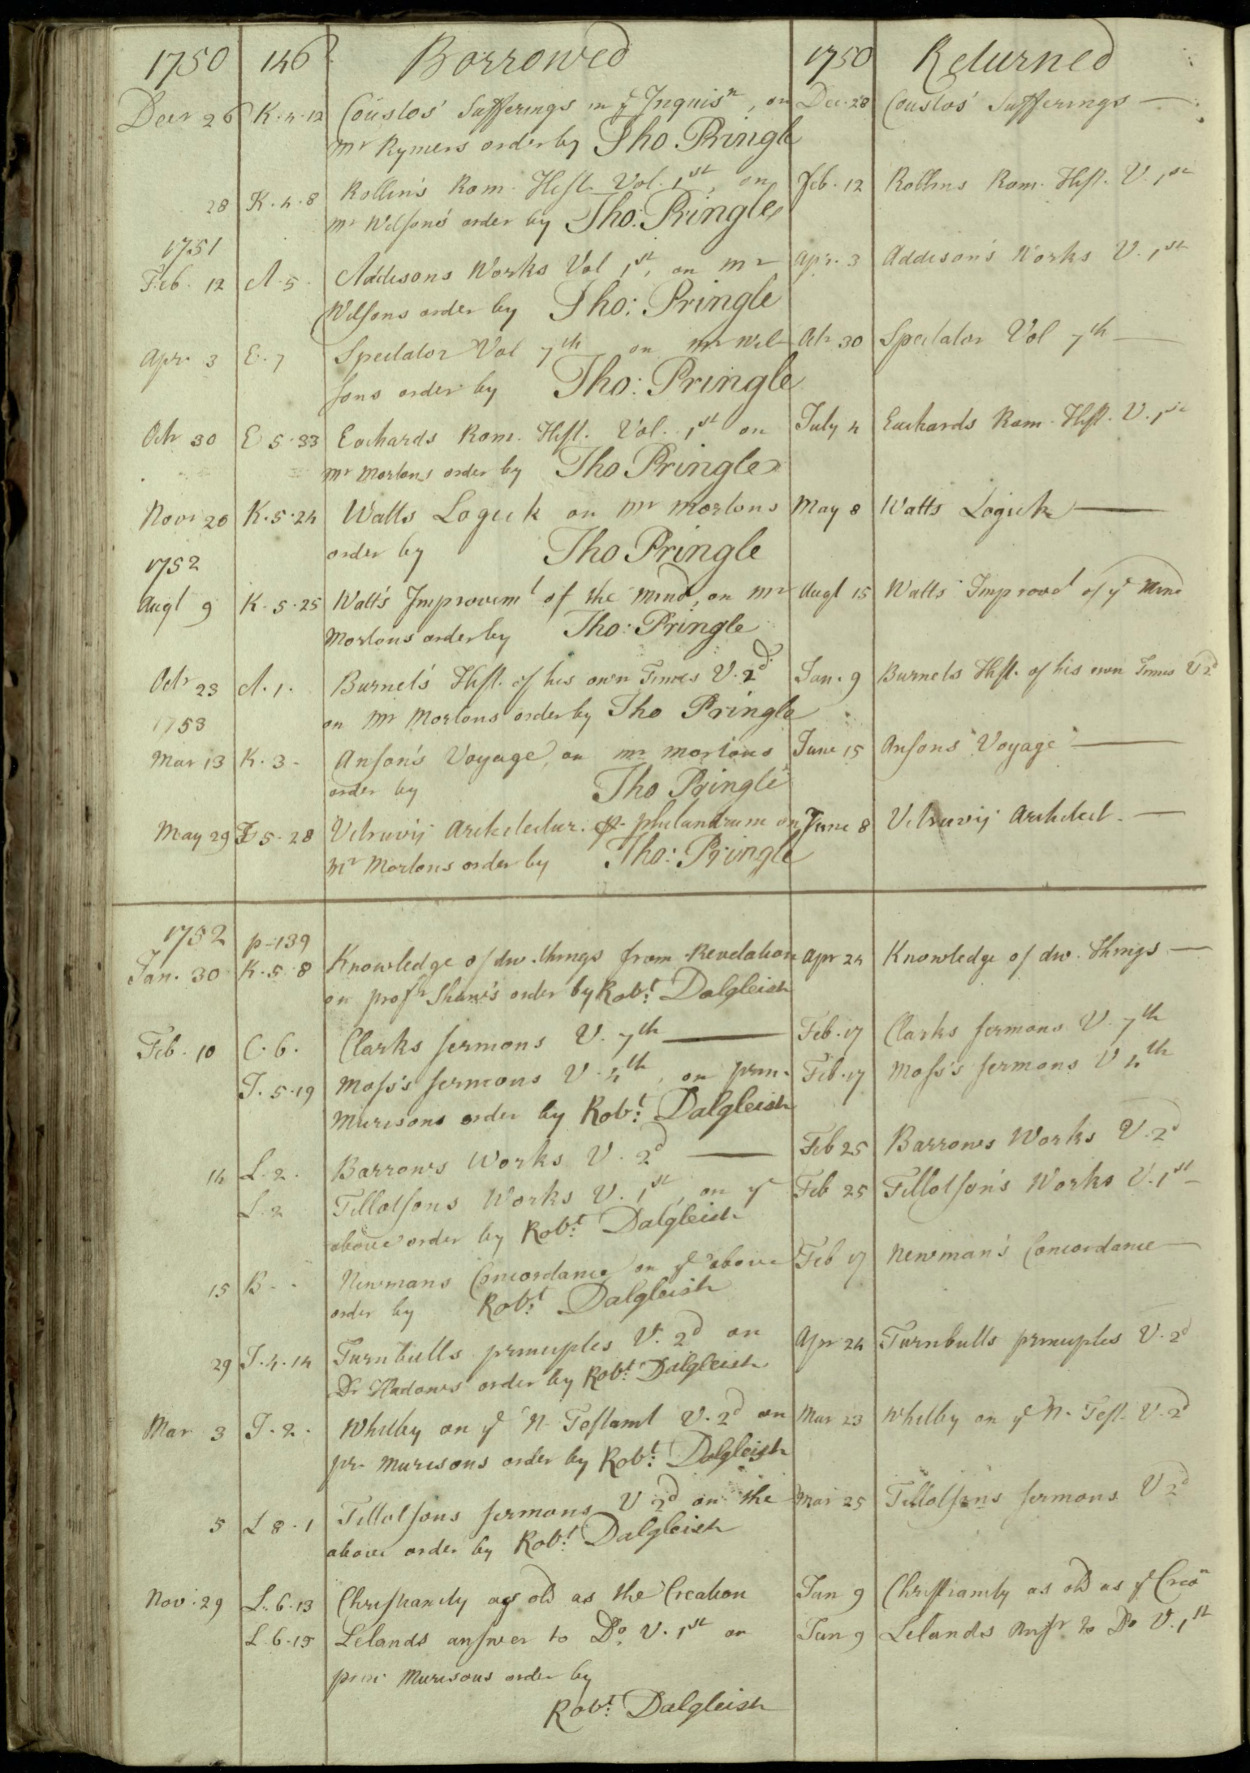 1750 146 Borrowed 1750 Returned
Decr 26 K.4.12 Coustos' Sufferings in ye Inquisn, on Dec. 28 Coustos' Sufferings —
Mr Rymers order by Tho Pringle
28 K.4.8 Rollin's Rom. Hist. Vol. 1st, on Feb. 12 Rollins Rom. Hist. V. 1st
Mr Wilsons order by Tho: Pringle
1751
Feb. 12 A.5. Addisons Works Vol 1st, on Mr Apr. 3 Addison's Works V. 1st
Wilsons order by Tho: Pringle
Apr. 3 E.7 Spectator Vol 7th on Mr Wil- Octr 30 Spectator Vol 7th —
sons order by Tho: Pringle
Octr 30 E.5.33 Eachards Rom. Hist. Vol. 1st on July 4 Eachards Rom. Hist. V. 1st
Mr Mortons order by Tho Pringle
Novr 20 K.5.24 Watts Logick on Mr Mortons May 8 Watts Logick —
order by Tho Pringle
1752
Augt 9 K.5.25 Watt's Improvemt of the Mind, on Mr Augt 15 Watts Improvet of ye Mind
Mortons order by Tho: Pringle
Octr 23 A.1. Burnet's Hist. of his own Times V. 2d Jan. 9 Burnets Hist. of his own Times V 2d
on Mr Mortons order by Tho Pringle
1753
Mar 13 K.3. Anson's Voyage, on Mr Mortons June 15 Ansons Voyage —
order by Tho Pringle
May 29 F 5.28 Vitruvij Architectur. philandrum on June 8 Vitruvij Architect. —
Mr Mortons order by Tho: Pringle
1752 p-139
Jan. 30 K.5.8 Knowledge of div. things from Revelation Apr 24 Knowledge of div. things —
on profr Shaw's order by Robt Dalgleish
Feb. 10 C.6. Clarks sermons V. 7th — Feb. 17 Clarks sermons V. 7th
J.5.19 Moss's sermons V. 4th, on prin. Feb. 17 Moss's sermons V 4th
Murisons order by Robt Dalgleish
14 L.2. Barrows Works V. 2d — Feb 25 Barrows Works V. 2d
L.2 Tillotsons Works V. 1st, on ye Feb 25 Tillotson's Works V. 1st —
above order by Robt Dalgleish
15 B.. Newmans Concordance on ye above Feb 17 Newman's Concordance —
order by Robt Dalgleish
29 J.4.14 Turnbulls principles V. 2d on Apr 24 Turnbulls principles V. 2d
Dr Hadows order by Robt Dalgleish
Mar 3 J.2. Whitby on ye N. Testamt V. 2d on Mar 23 Whitby on ye N. Test. V. 2d
pr. Murisons order by Robt Dalgleish
5 L 8.1 Tillotsons sermons V 2d on the Mar 25 Tillotsons sermons V 2d
above order by Robt Dalgleish
Nov. 29 L.6.13 Christianity as old as the Creation Jan 9 Christianity as old as ye Creaon
L 6.15 Lelands answer to Do V. 1st on Jan 9 Lelands Ansr to Do V. 1st
prin: Murisons order by
Robt Dalgleish